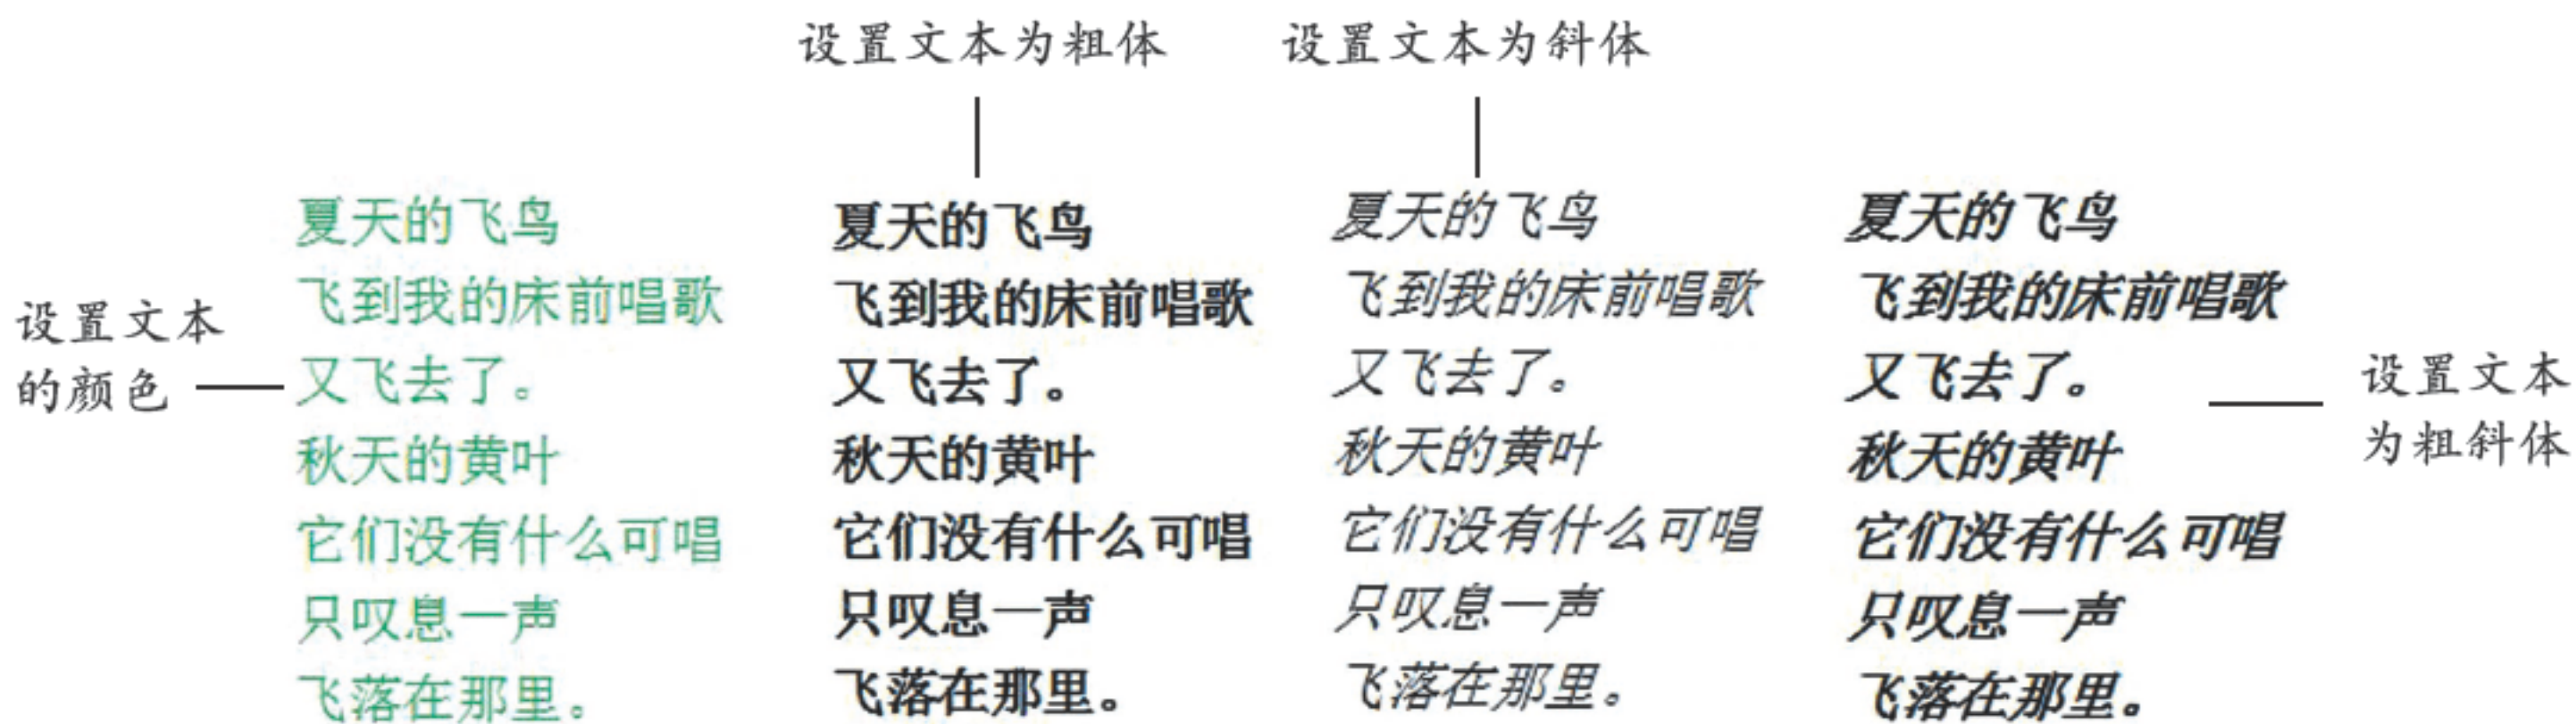 设置文本为粗体
设置文本为斜体
设置文本
的颜色
夏天的飞鸟
飞到我的床前唱歌
又飞去了。
秋天的黄叶
它们没有什么可唱
只叹息一声
飞落在那里。
夏天的飞鸟
飞到我的床前唱歌
又飞去了。
秋天的黄叶
它们没有什么可唱
只叹息一声
飞落在那里。
夏天的飞鸟
飞到我的床前唱歌
又飞去了。
秋天的黄叶
它们没有什么可唱
只叹息一声
飞落在那里。
夏天的飞鸟
飞到我的床前唱歌
又飞去了。
秋天的黄叶
它们没有什么可唱
只叹息一声
飞落在那里。
设置文本
为粗斜体